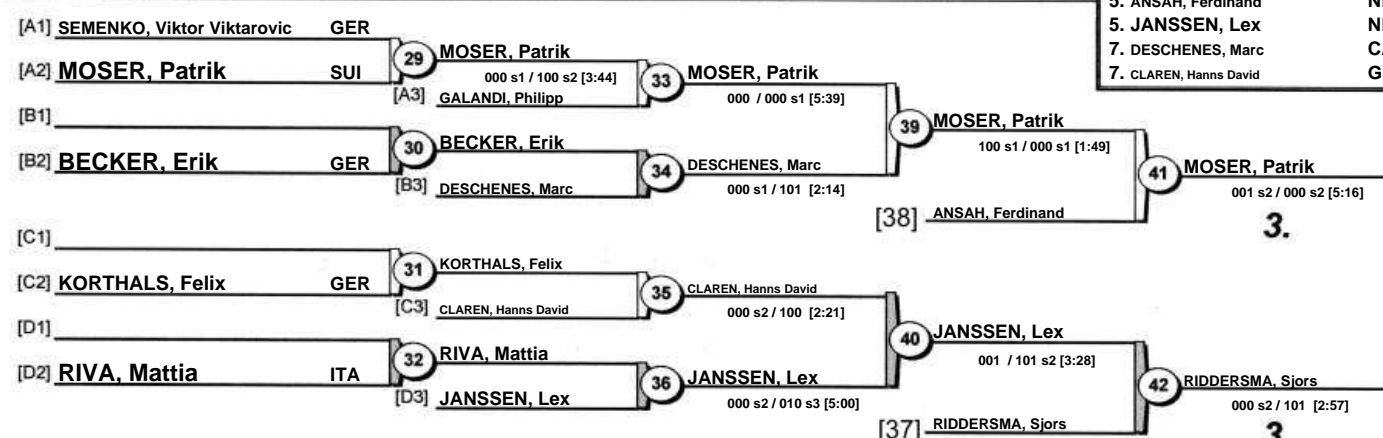 5. ANSAH, Ferdinand
5. JANSSEN, Lex
7. DESCHENES, Marc
7. CLAREN, Hanns David
[A1] SEMENKO, Viktor Viktarovic GER
[A2] MOSER, Patrik SUI
29 MOSER, Patrik
000 s1 / 100 s2 [3:44]
[A3] GALANDI, Philipp
33 MOSER, Patrik
000 / 000 s1 [5:39]
[B1]
[B2] BECKER, Erik GER
30 BECKER, Erik
[B3] DESCHENES, Marc
34 DESCHENES, Marc
000 s1 / 101 [2:14]
39 MOSER, Patrik
100 s1 / 000 s1 [1:49]
[38] ANSAH, Ferdinand
41 MOSER, Patrik
001 s2 / 000 s2 [5:16]
3.
[C1]
[C2] KORTHALS, Felix GER
31 KORTHALS, Felix
[C3] CLAREN, Hanns David
35 CLAREN, Hanns David
000 s2 / 100 [2:21]
[D1]
[D2] RIVA, Mattia ITA
32 RIVA, Mattia
[D3] JANSSEN, Lex
36 JANSSEN, Lex
000 s2 / 010 s3 [5:00]
40 JANSSEN, Lex
001 / 101 s2 [3:28]
[37] RIDDERSMA, Sjors
42 RIDDERSMA, Sjors
000 s2 / 101 [2:57]
3